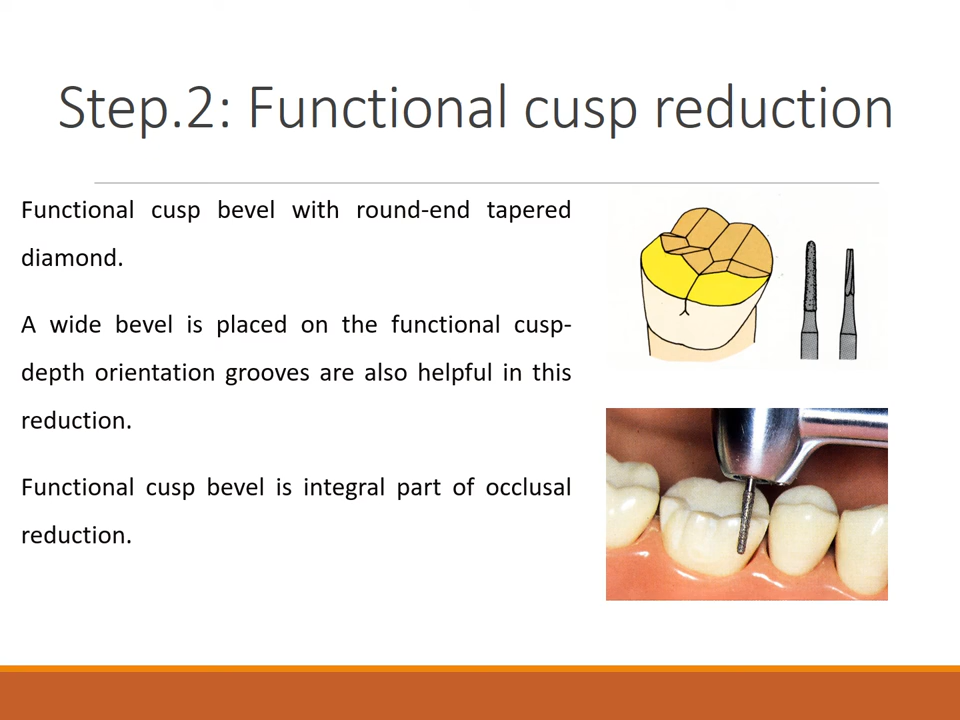 Step.2: Functional cusp reduction
Functional cusp bevel with round-end tapered
diamond.
A wide bevel is placed on the functional cusp-
depth orientation grooves are also helpful in this
reduction.
Functional cusp bevel is integral part of occlusal
reduction.